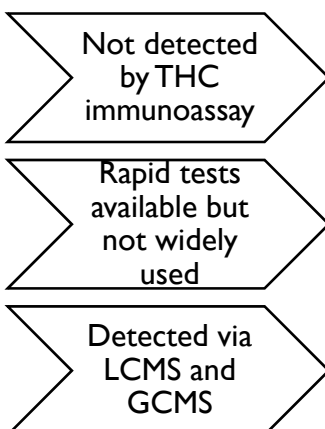 Not detected
by THC
immunoassay
Rapid tests
available but
not widely
used
Detected via
LCMS and
GCMS